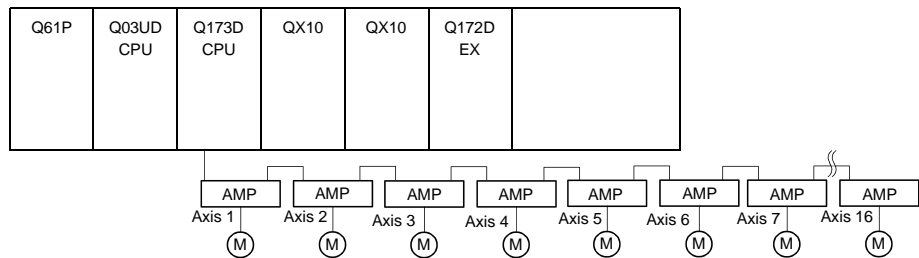 Q61P
Q03UD
CPU
Q173D
CPU
QX10
QX10
Q172D
EX
AMP
AMP
AMP
AMP
AMP
AMP
AMP
AMP
Axis 1
Axis 2
Axis 3
Axis 4
Axis 5
Axis 6
Axis 7
Axis 16
M
M
M
M
M
M
M
M